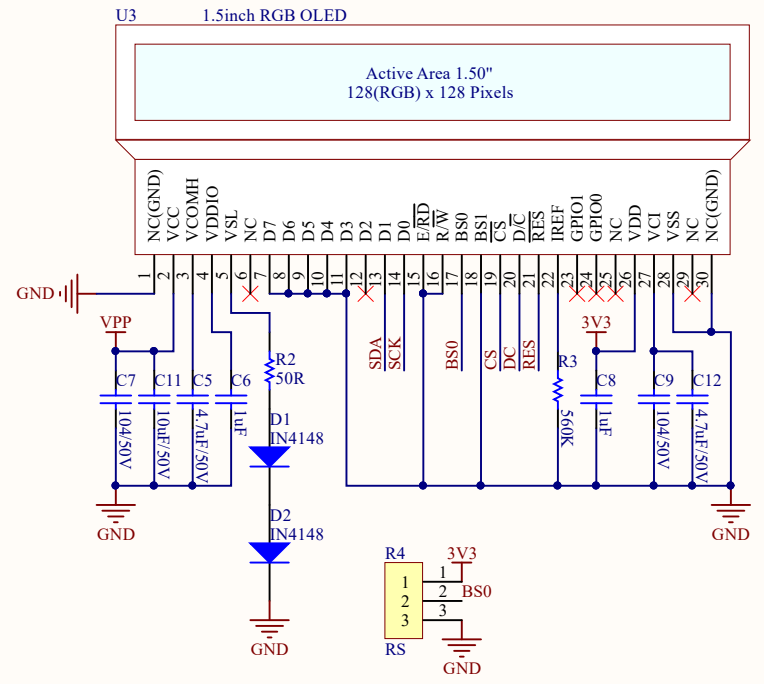 U3 1.5inch RGB OLED
Active Area 1.50"
128(RGB) x 128 Pixels
NC(GND)
VCC
VCOMH
VDDIO
VSL
NC
D7
D6
D5
D4
D3
D2
D1
D0
E/RD
R/W
BS0
BS1
CS
D/C
RES
IREF
GPIO1
GPIO0
NC
VDD
VCI
VSS
NC
NC(GND)
1
2
3
4
5
6
7
8
9
10
11
12
13
14
15
16
17
18
19
20
21
22
23
24
25
26
27
28
29
30
GND
VPP
SDA
SCK
BS0
CS
DC
RES
3V3
C7
104/50V
C11
10uF/50V
C5
4.7uF/50V
C6
1uF
R2
50R
D1
IN4148
D2
IN4148
R3
560K
C8
1uF
C9
104/50V
C12
4.7uF/50V
GND
GND
GND
R4
3V3
1 1
2 2 BS0
3 3
RS
GND